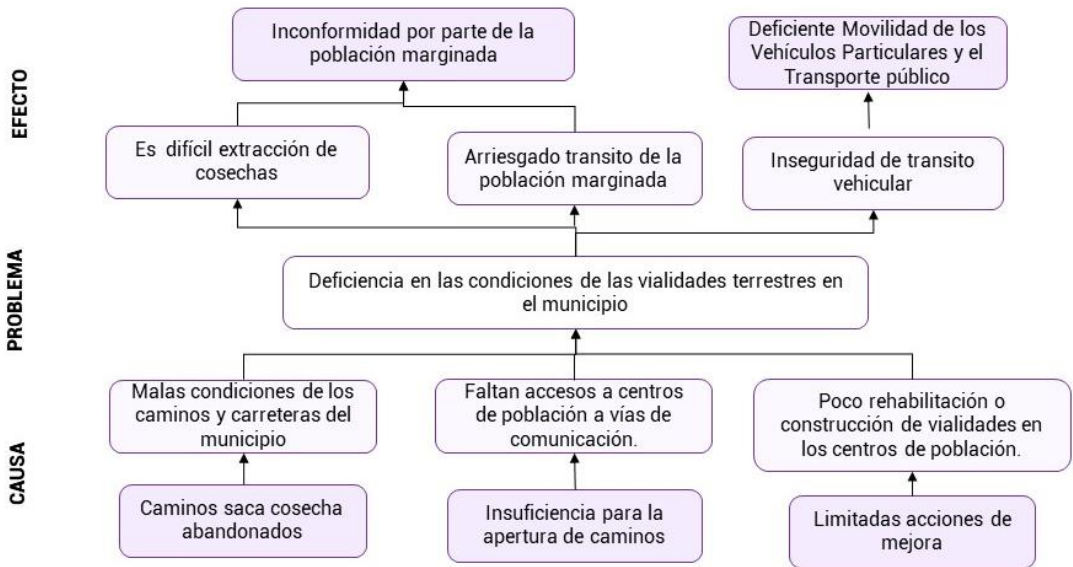 EFECTO
Inconformidad por parte de la
población marginada
Deficiente Movilidad de los
Vehículos Particulares y el
Transporte público
Es difícil extracción de
cosechas
Arriesgado transito de la
población marginada
Inseguridad de transito
vehicular
PROBLEMA
Deficiencia en las condiciones de las vialidades terrestres en
el municipio
CAUSA
Malas condiciones de los
caminos y carreteras del
municipio
Faltan accesos a centros
de población a vías de
comunicación.
Poco rehabilitación o
construcción de vialidades en
los centros de población.
Caminos saca cosecha
abandonados
Insuficiencia para la
apertura de caminos
Limitadas acciones de
mejora